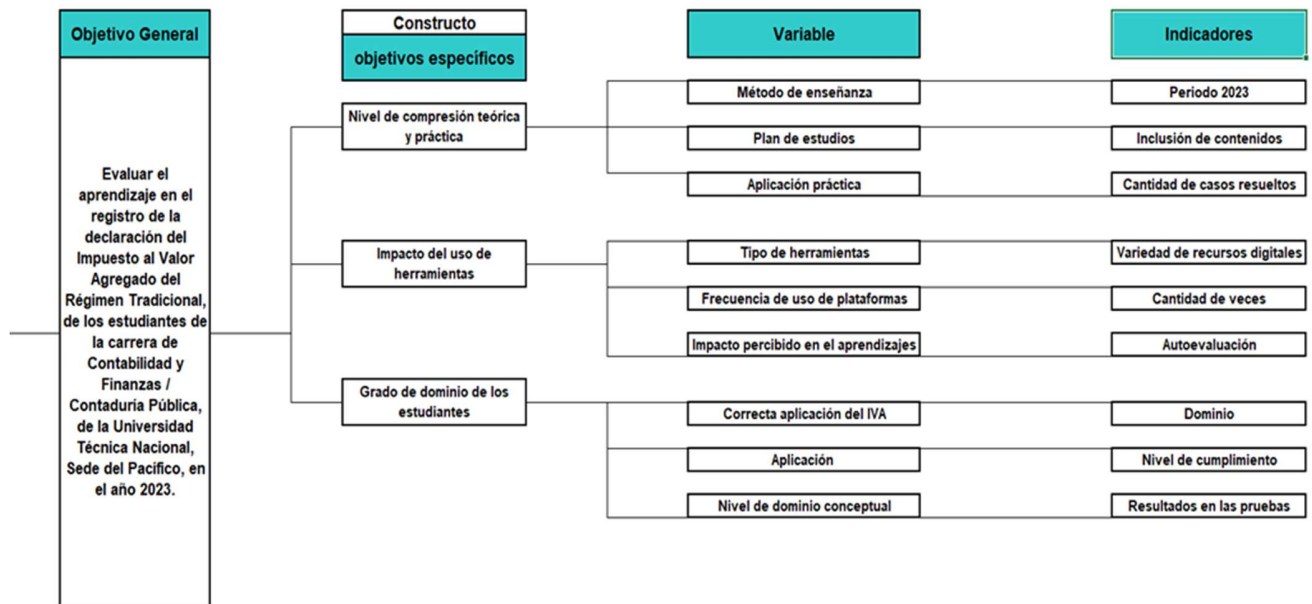 Objetivo General
Constructo
objetivos específicos
Variable
Indicadores
Evaluar el
aprendizaje en el
registro de la
declaración del
Impuesto al Valor
Agregado del
Régimen Tradicional,
de los estudiantes de
la carrera de
Contabilidad y
Finanzas /
Contaduría Pública,
de la Universidad
Técnica Nacional,
Sede del Pacífico, en
el año 2023.
Nivel de compresión teórica
y práctica
Método de enseñanza
Periodo 2023
Plan de estudios
Inclusión de contenidos
Aplicación práctica
Cantidad de casos resueltos
Impacto del uso de
herramientas
Tipo de herramientas
Variedad de recursos digitales
Frecuencia de uso de plataformas
Cantidad de veces
Impacto percibido en el aprendizajes
Autoevaluación
Grado de dominio de los
estudiantes
Correcta aplicación del IVA
Dominio
Aplicación
Nivel de cumplimiento
Nivel de dominio conceptual
Resultados en las pruebas